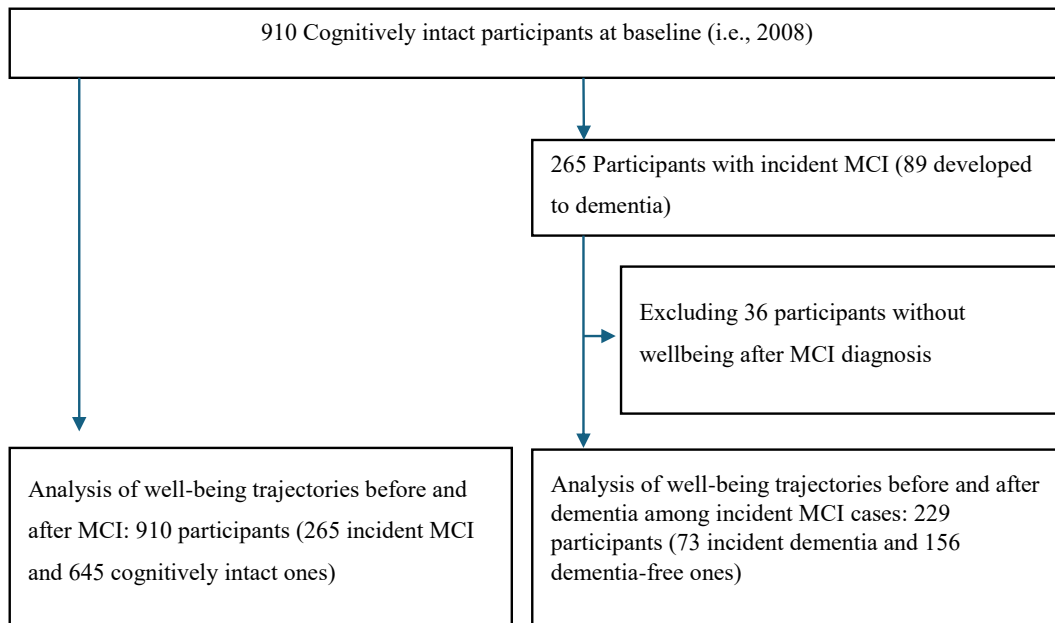 910 Cognitively intact participants at baseline (i.e., 2008)
265 Participants with incident MCI (89 developed
to dementia)
Excluding 36 participants without
wellbeing after MCI diagnosis
Analysis of well-being trajectories before and
after MCI: 910 participants (265 incident MCI
and 645 cognitively intact ones)
Analysis of well-being trajectories before and after
dementia among incident MCI cases: 229
participants (73 incident dementia and 156
dementia-free ones)